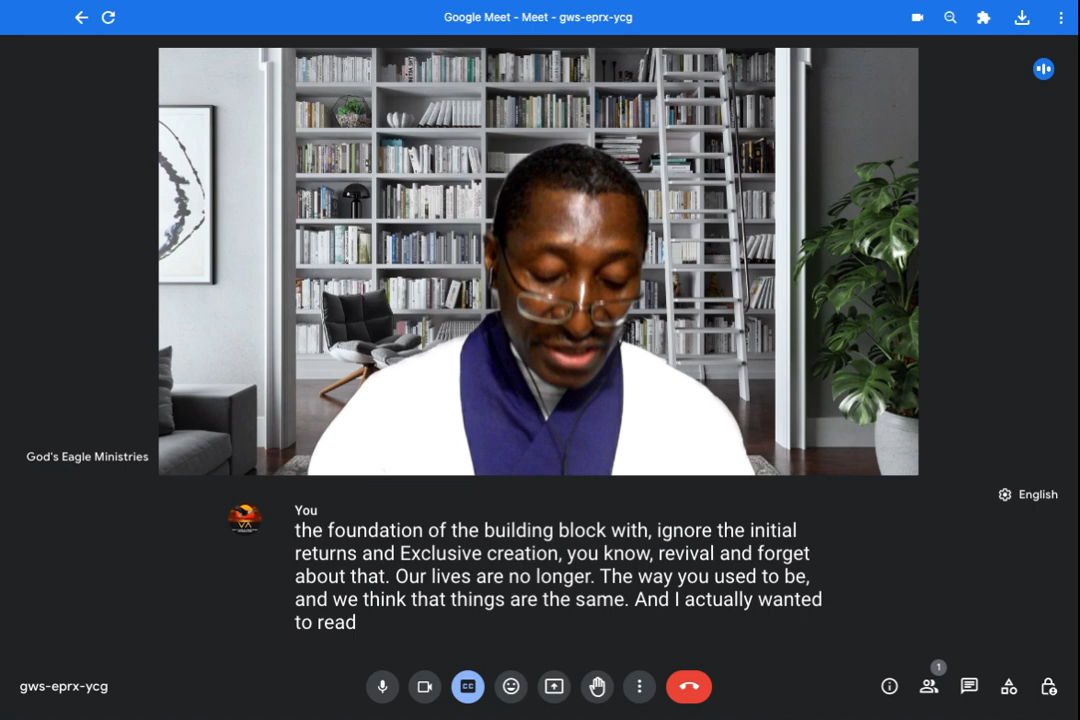 Google Meet - Meet - gws-eprx-ycg
God's Eagle Ministries
English
You
the foundation of the building block with, ignore the initial
returns and Exclusive creation, you know, revival and forget
about that. Our lives are no longer. The way you used to be,
and we think that things are the same. And I actually wanted
to read
gws-eprx-ycg
CC
1